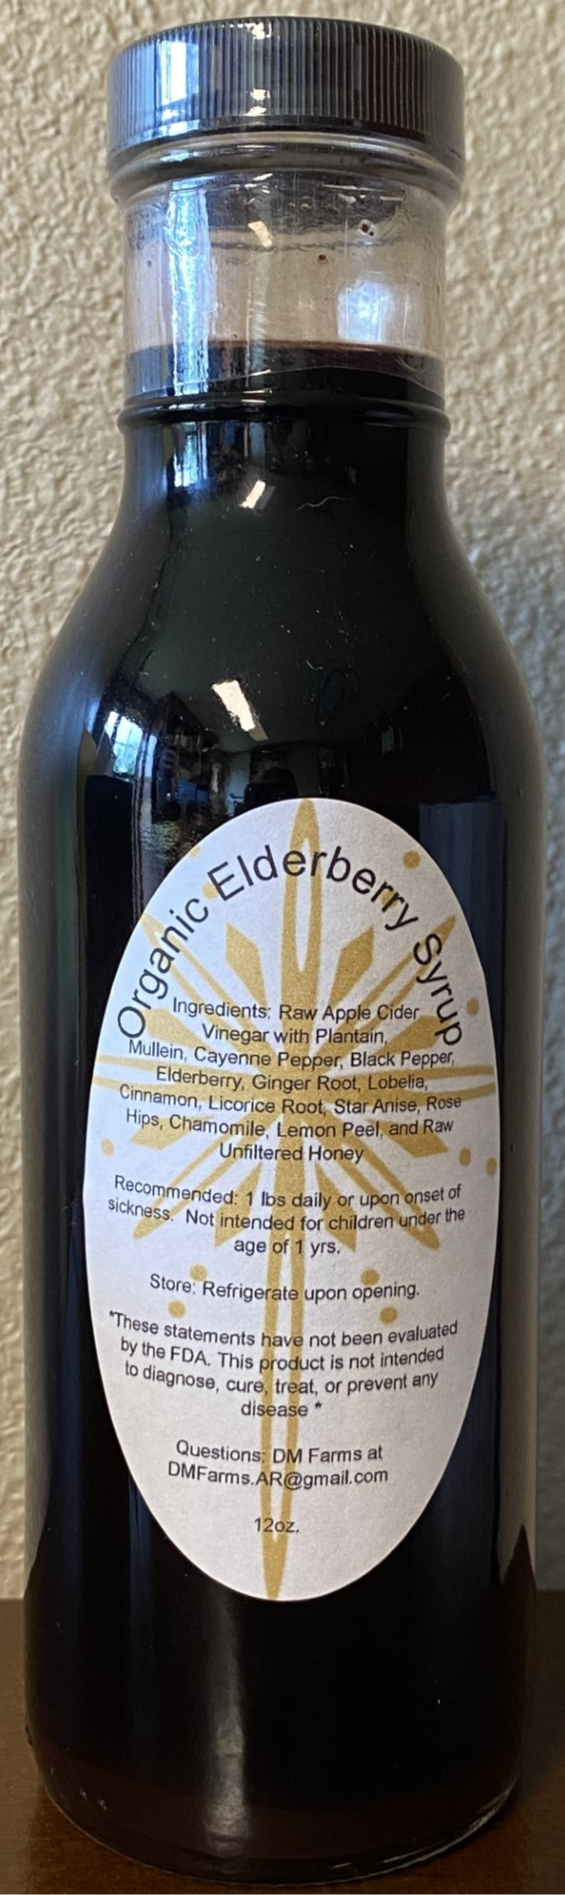 Organic Elderberry Syrup
Ingredients: Raw Apple Cider
Vinegar with Plantain,
Mullein, Cayenne Pepper, Black Pepper,
Elderberry, Ginger Root, Lobelia,
Cinnamon, Licorice Root, Star Anise, Rose
Hips, Chamomile, Lemon Peel, and Raw
Unfiltered Honey
Recommended: 1 lbs daily or upon onset of
sickness. Not intended for children under the
age of 1 yrs.
Store: Refrigerate upon opening.
*These statements have not been evaluated
by the FDA. This product is not intended
to diagnose, cure, treat, or prevent any
disease *
Questions: DM Farms at
DMFarms.AR@gmail.com
12oz.